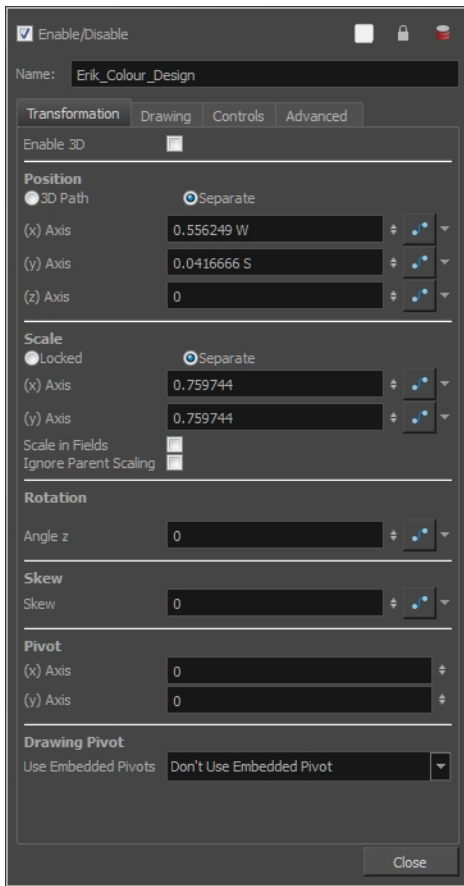 Enable/Disable
Name: Erik_Colour_Design
Transformation Drawing Controls Advanced
Enable 3D
Position
3D Path Separate
(x) Axis 0.556249 W
(y) Axis 0.0416666 S
(z) Axis 0
Scale
Locked Separate
(x) Axis 0.759744
(y) Axis 0.759744
Scale in Fields
Ignore Parent Scaling
Rotation
Angle z 0
Skew
Skew 0
Pivot
(x) Axis 0
(y) Axis 0
Drawing Pivot
Use Embedded Pivots Don't Use Embedded Pivot
Close